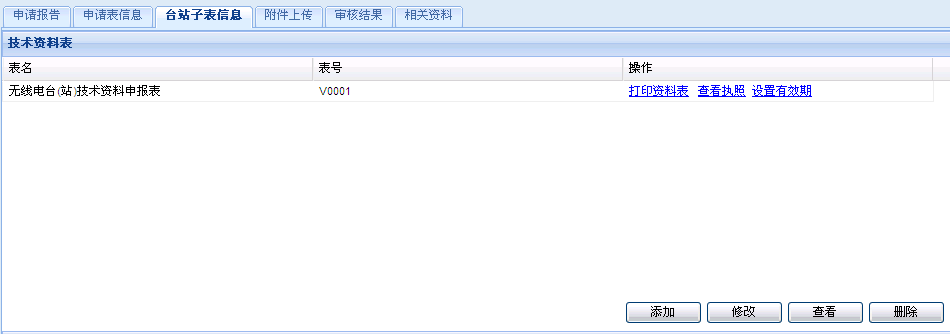 申请报告 申请表信息 台站子表信息 附件上传 审核结果 相关资料
技术资料表
表名 表号 操作
无线电台(站)技术资料申报表 V0001 打印资料表 查看执照 设置有效期
添加 修改 查看 删除